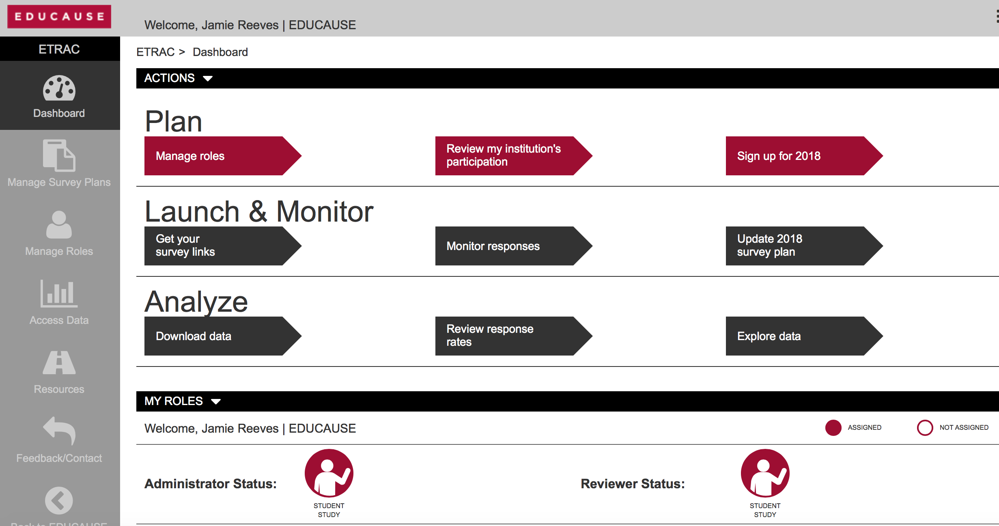 EDUCAUSE
Welcome, Jamie Reeves | EDUCAUSE
ETRAC
Dashboard
Manage Survey Plans
Manage Roles
Access Data
Resources
Feedback/Contact
Back to EDUCAUSE
ETRAC > Dashboard
ACTIONS
Plan
Manage roles
Review my institution's
participation
Sign up for 2018
Launch & Monitor
Get your
survey links
Monitor responses
Update 2018
survey plan
Analyze
Download data
Review response
rates
Explore data
MY ROLES
Welcome, Jamie Reeves | EDUCAUSE
ASSIGNED
NOT ASSIGNED
Administrator Status:
STUDENT
STUDY
Reviewer Status:
STUDENT
STUDY